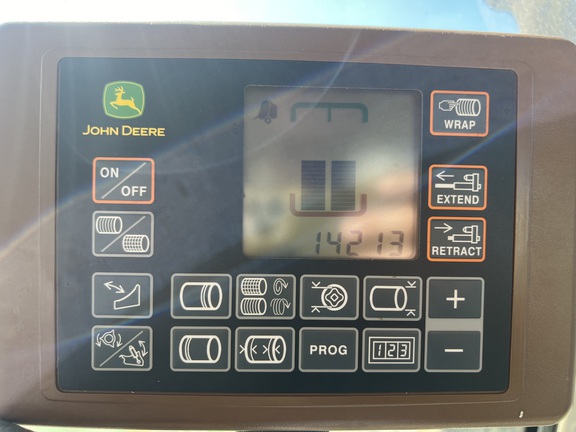 JOHN DEERE
WRAP
ON
OFF
EXTEND
14213
RETRACT
+
PROG
123
−